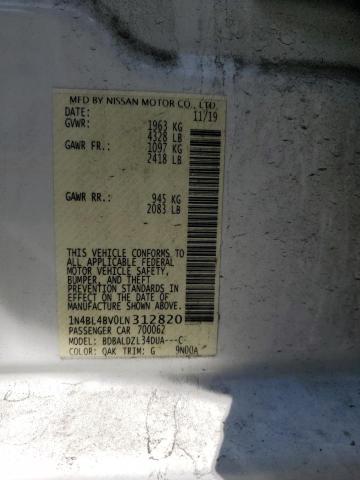 MFD BY NISSAN MOTOR CO., LTD.
DATE: 11/19
GVWR: 1963 KG
4328 LB
GAWR FR.: 1097 KG
2418 LB
GAWR RR.: 945 KG
2083 LB
THIS VEHICLE CONFORMS TO
ALL APPLICABLE FEDERAL
MOTOR VEHICLE SAFETY,
BUMPER, AND THEFT
PREVENTION STANDARDS IN
EFFECT ON THE DATE OF
MANUFACTURE SHOWN ABOVE.
1N4BL4BV0LN312820
PASSENGER CAR 700062
MODEL: BDBALDZL34DUA---C
COLOR: QAK TRIM: G 9N00A